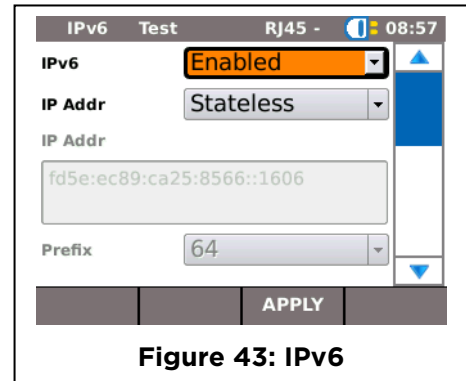 IPv6 Test RJ45 - 08:57
IPv6 Enabled
IP Addr Stateless
IP Addr
fd5e:ec89:ca25:8566::1606
Prefix 64
APPLY
Figure 43: IPv6